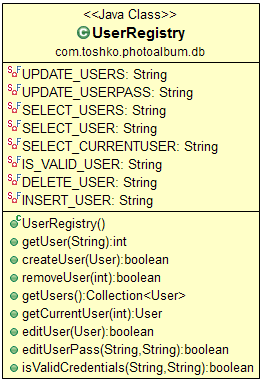 <<Java Class>>
UserRegistry
com.toshko.photoalbum.db
UPDATE_USERS: String
UPDATE_USERPASS: String
SELECT_USERS: String
SELECT_USER: String
SELECT_CURRENTUSER: String
IS_VALID_USER: String
DELETE_USER: String
INSERT_USER: String
UserRegistry()
getUser(String):int
createUser(User):boolean
removeUser(int):boolean
getUsers():Collection<User>
getCurrentUser(int):User
editUser(User):boolean
editUserPass(String,String):boolean
isValidCredentials(String,String):boolean